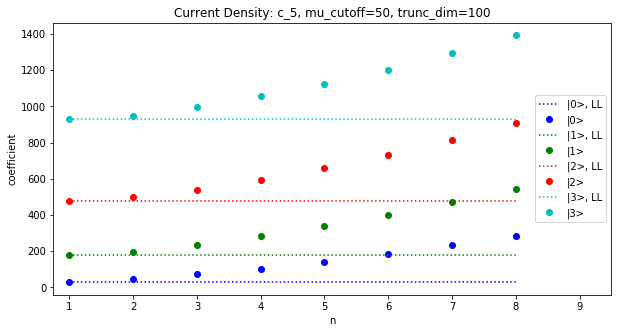 Current Density: c_5, mu_cutoff=50, trunc_dim=100
1400
1200
1000
800
600
400
200
0
coefficient
1 2 3 4 5 6 7 8 9
n
|0>, LL
|0>
|1>, LL
|1>
|2>, LL
|2>
|3>, LL
|3>